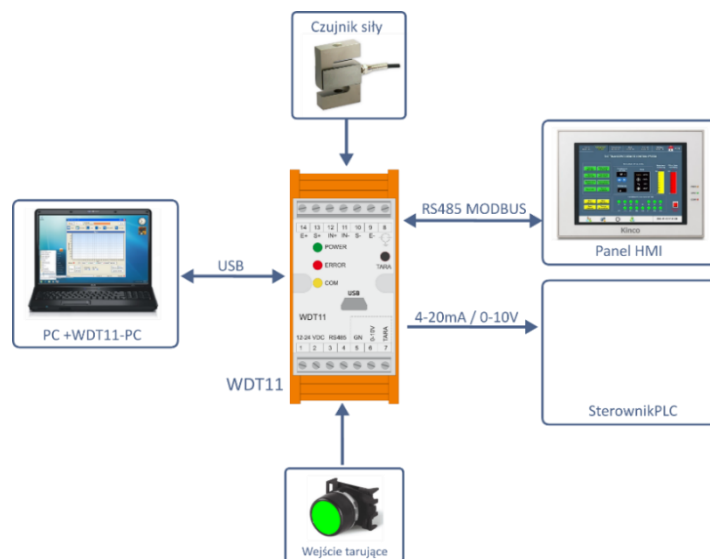 Czujnik siły
RS485 MODBUS
Kinco
Panel HMI
USB
PC +WDT11-PC
14 13 12 11 10 9 8
E+ S+ IN+ IN- S- E-
POWER
ERROR
TARA
COM
USB
WDT11
12-24 VDC RS485 GN 0-10V TARA
1 2 3 4 5 6 7
4-20mA / 0-10V
SterownikPLC
WDT11
Wejście tarujące